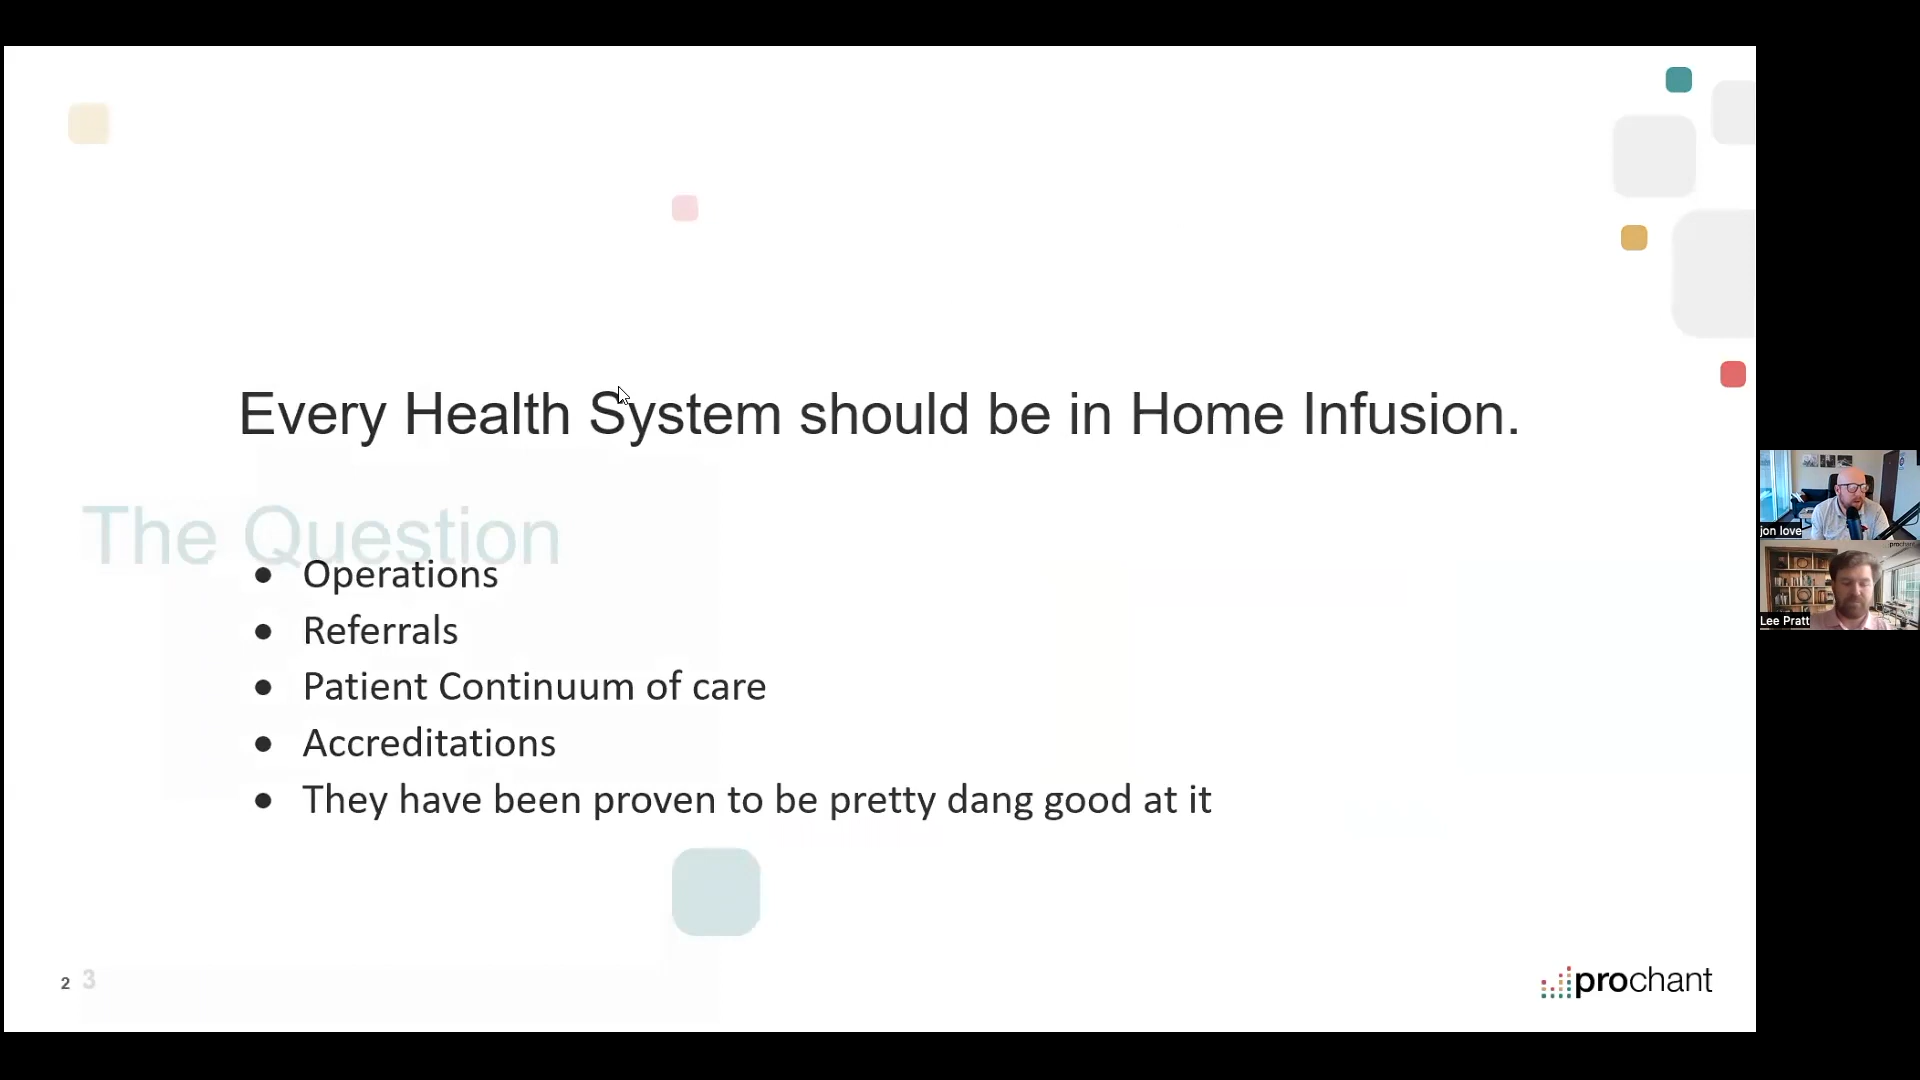 Every Health System should be in Home Infusion.
The Question
Operations
Referrals
Patient Continuum of care
Accreditations
They have been proven to be pretty dang good at it
2 3
prochant
jon love
prochant
Lee Pratt